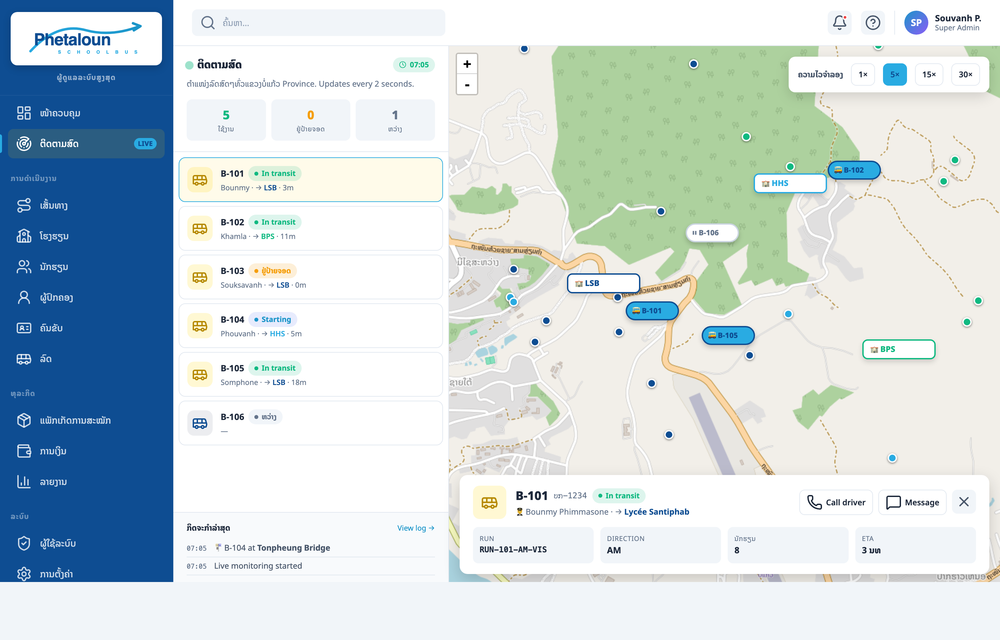 Phetaloun
SCHOOLBUS
ຜູ້ດູແລລະບົບສູງສຸດ
ໜ້າຄວບຄຸມ
ຕິດຕາມສົດ LIVE
ການດຳເນີນງານ
ເສັ້ນທາງ
ໂຮງຮຽນ
ນັກຮຽນ
ຜູ້ປົກຄອງ
ຄົນຂັບ
ລົດ
ທຸລະກິດ
ແພັກເກັດການສະໝັກ
ການເງິນ
ລາຍງານ
ລະບົບ
ຜູ້ໃຊ້ລະບົບ
ການຕັ້ງຄ່າ
ຄົ້ນຫາ...
SP
Souvanh P.
Super Admin
ຕິດຕາມສົດ
07:05
ຕຳແໜ່ງລົດສົດໆທົ່ວແຂວງບໍ່ແກ້ວ Province. Updates every 2 seconds.
5
ໃຊ້ງານ
0
ຢູ່ປ້າຍຈອດ
1
ຫວ່າງ
B-101 In transit
Bounmy · → LSB · 3m
B-102 In transit
Khamla · → BPS · 11m
B-103 ຢູ່ປ້າຍຈອດ
Souksavanh · → LSB · 0m
B-104 Starting
Phouvanh · → HHS · 5m
B-105 In transit
Somphone · → LSB · 18m
B-106 ຫວ່າງ
—
ກິດຈະກຳລ່າສຸດ
View log →
07:05 B-104 at Tonpheung Bridge
07:05 Live monitoring started
+
-
ຄວາມໄວຈຳລອງ 1× 5× 15× 30×
B-102
HHS
B-106
ຖະໜົນຫ້ວຍຊາຍ-ສາມຫຼ່ຽມຄຳ
ມີໄຊສະຫວ່າງ
LSB
ຖະໜົນຫ້ວຍຊາຍ-ສາມຫຼ່ຽມຄຳ
B-101
B-105
BPS
ຊາຍໃຕ້
B-101 ບກ-1234 In transit
Bounmy Phimmasone · → Lycée Santiphab
Call driver
Message
RUN
RUN-101-AM-VIS
DIRECTION
AM
ນັກຮຽນ
8
ETA
3 ນທ